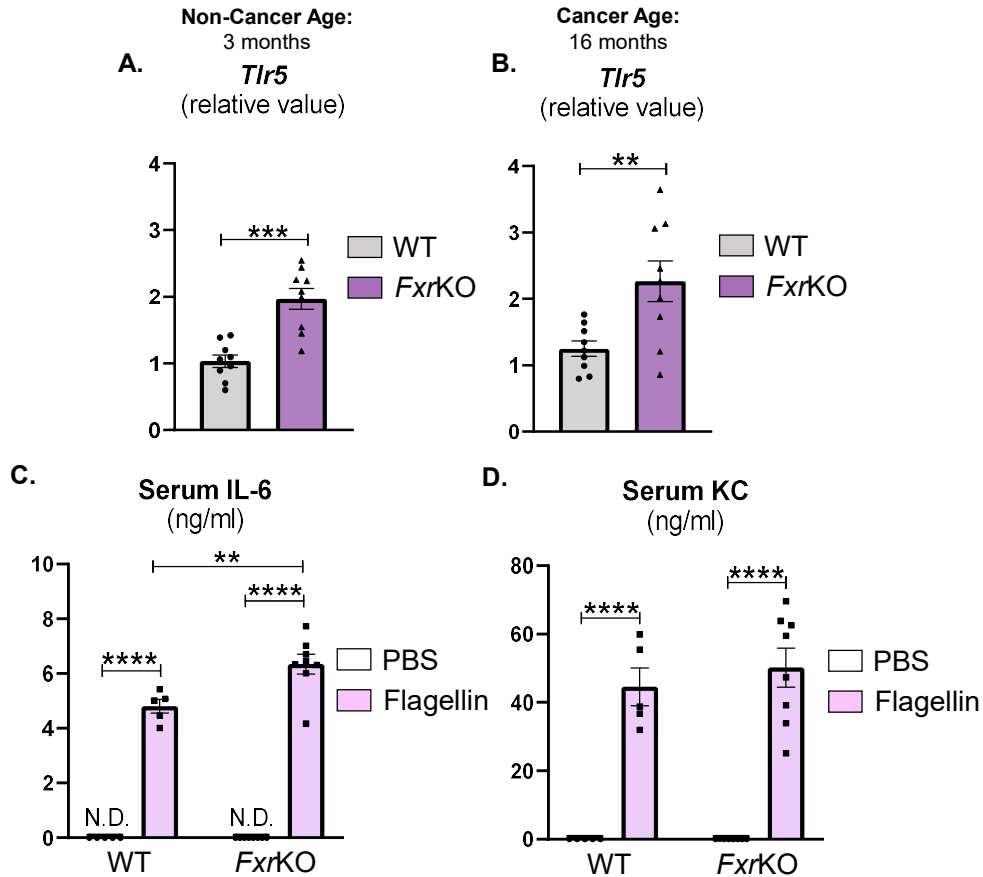 Non-Cancer Age:
3 months
Cancer Age:
16 months
A.
Tlr5
(relative value)
4
3
2
1
0
***
WT
FxrKO
B.
Tlr5
(relative value)
4
3
2
1
0
**
WT
FxrKO
C.
Serum IL-6
(ng/ml)
10
8
6
4
2
0
**
****
****
N.D.
N.D.
WT
FxrKO
PBS
Flagellin
D.
Serum KC
(ng/ml)
80
60
40
20
0
****
****
WT
FxrKO
PBS
Flagellin